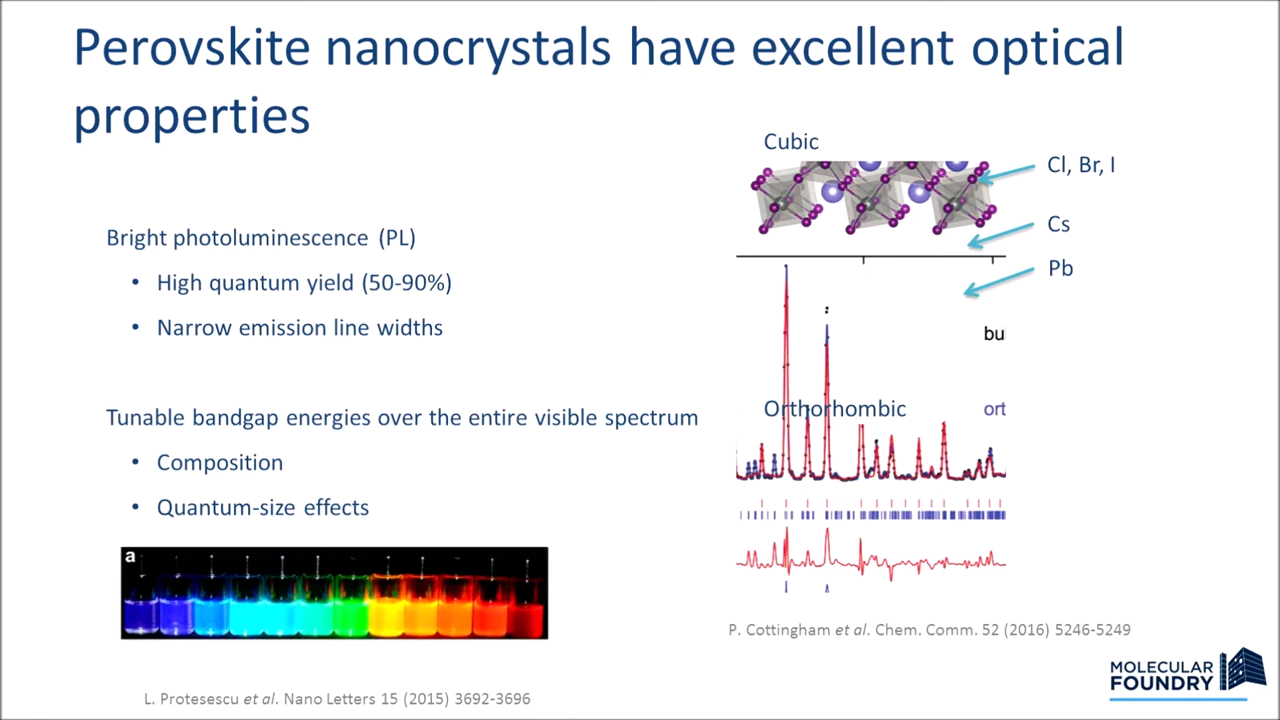 Perovskite nanocrystals have excellent optical
properties
Cubic
Cl, Br, I
Cs
Pb
Bright photoluminescence (PL)
• High quantum yield (50-90%)
• Narrow emission line widths
bu
Tunable bandgap energies over the entire visible spectrum
• Composition
• Quantum-size effects
Orthorhombic
ort
a
P. Cottingham et al. Chem. Comm. 52 (2016) 5246-5249
L. Protesescu et al. Nano Letters 15 (2015) 3692-3696
MOLECULAR
FOUNDRY